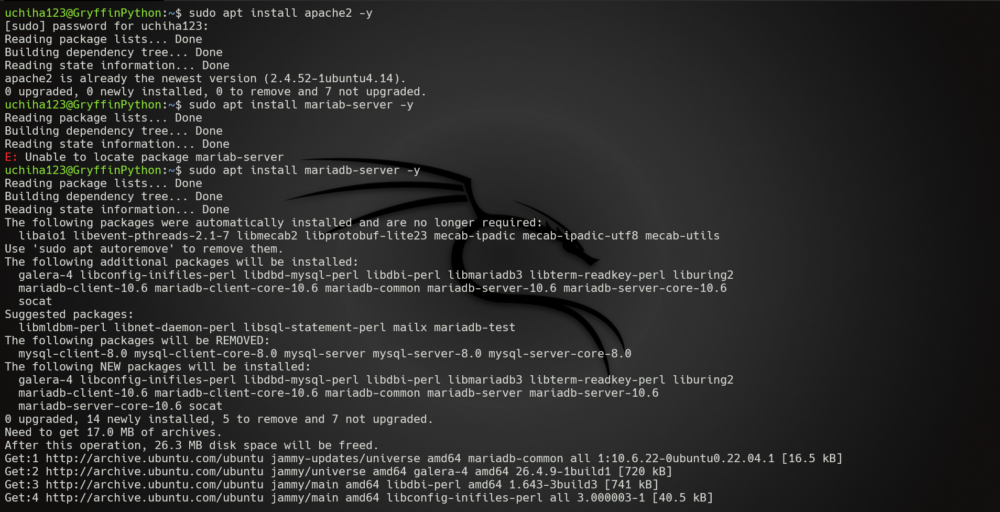 uchiha123@GryffinPython:~$ sudo apt install apache2 -y
[sudo] password for uchiha123:
Reading package lists... Done
Building dependency tree... Done
Reading state information... Done
apache2 is already the newest version (2.4.52-1ubuntu4.14).
0 upgraded, 0 newly installed, 0 to remove and 7 not upgraded.
uchiha123@GryffinPython:~$ sudo apt install mariab-server -y
Reading package lists... Done
Building dependency tree... Done
Reading state information... Done
E: Unable to locate package mariab-server
uchiha123@GryffinPython:~$ sudo apt install mariadb-server -y
Reading package lists... Done
Building dependency tree... Done
Reading state information... Done
The following packages were automatically installed and are no longer required:
  libaio1 libevent-pthreads-2.1-7 libmecab2 libprotobuf-lite23 mecab-ipadic mecab-ipadic-utf8 mecab-utils
Use 'sudo apt autoremove' to remove them.
The following additional packages will be installed:
  galera-4 libconfig-inifiles-perl libdbd-mysql-perl libdbi-perl libmariadb3 libterm-readkey-perl liburing2
  mariadb-client-10.6 mariadb-client-core-10.6 mariadb-common mariadb-server-10.6 mariadb-server-core-10.6
  socat
Suggested packages:
  libmldbm-perl libnet-daemon-perl libsql-statement-perl mailx mariadb-test
The following packages will be REMOVED:
  mysql-client-8.0 mysql-client-core-8.0 mysql-server mysql-server-8.0 mysql-server-core-8.0
The following NEW packages will be installed:
  galera-4 libconfig-inifiles-perl libdbd-mysql-perl libdbi-perl libmariadb3 libterm-readkey-perl liburing2
  mariadb-client-10.6 mariadb-client-core-10.6 mariadb-common mariadb-server mariadb-server-10.6
  mariadb-server-core-10.6 socat
0 upgraded, 14 newly installed, 5 to remove and 7 not upgraded.
Need to get 17.0 MB of archives.
After this operation, 26.3 MB disk space will be freed.
Get:1 http://archive.ubuntu.com/ubuntu jammy-updates/universe amd64 mariadb-common all 1:10.6.22-0ubuntu0.22.04.1 [16.5 kB]
Get:2 http://archive.ubuntu.com/ubuntu jammy/universe amd64 galera-4 amd64 26.4.9-1build1 [720 kB]
Get:3 http://archive.ubuntu.com/ubuntu jammy/main amd64 libdbi-perl amd64 1.643-3build3 [741 kB]
Get:4 http://archive.ubuntu.com/ubuntu jammy/main amd64 libconfig-inifiles-perl all 3.000003-1 [40.5 kB]